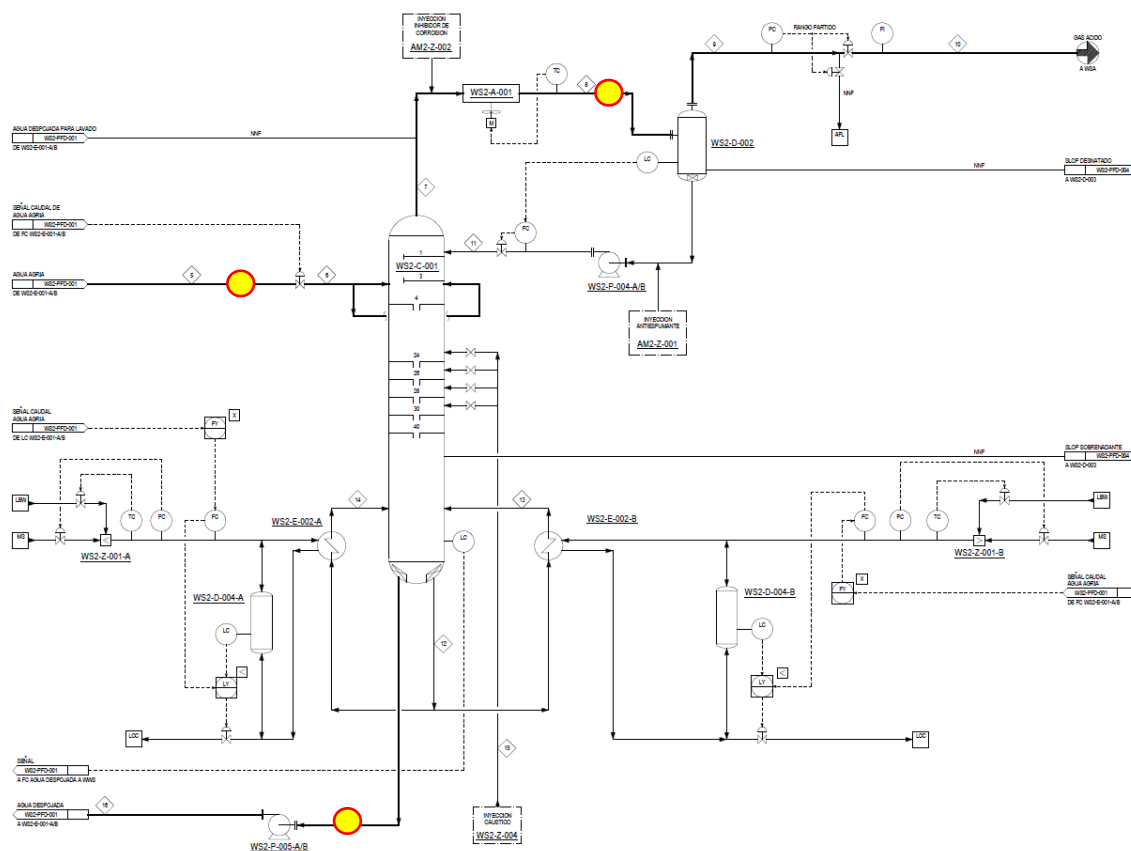 INYECCION
INHIBIDOR DE
CORROSION
AM2-Z-002
WS2-A-001
M
TC
8
9
PC
RANGO PARTIDO
FI
10
GAS ACIDO
A WSA
NNF
AFL
AGUA DESPOJADA PARA LAVADO
WS2-PFD-001
DE WS2-E-001-A/B
NNF
7
WS2-D-002
LC
NNF
SLOP DESNATADO
WS2-PFD-004
A WS2-D-003
SEÑAL CAUDAL DE
AGUA AGRIA
WS2-PFD-001
DE FC WS2-E-001-A/B
FC
11
1
WS2-C-001
3
4
WS2-P-004-A/B
AGUA AGRIA
WS2-PFD-001
DE WS2-E-001-A/B
5
6
INYECCION
ANTIESPUMANTE
AM2-Z-001
24
26
28
30
40
SEÑAL CAUDAL
AGUA AGRIA
WS2-PFD-001
DE LC WS2-E-001-A/B
FY
X
NNF
SLOP SOBRENADANTE
WS2-PFD-004
A WS2-D-003
LBW
MS
TC
PC
FC
WS2-Z-001-A
<
14
13
WS2-E-002-A
WS2-E-002-B
LC
FC
PC
TC
LBW
MS
WS2-Z-001-B
>
FY
X
SEÑAL CAUDAL
AGUA AGRIA
WS2-PFD-001
DE FC WS2-E-001-A/B
WS2-D-004-A
LC
LY
<
LCC
12
WS2-D-004-B
LC
LY
<
LCC
15
SEÑAL
WS2-PFD-001
A FC AGUA DESPOJADA A WWS
AGUA DESPOJADA
WS2-PFD-001
A WS2-E-001-A/B
16
WS2-P-005-A/B
INYECCION
CAUSTICO
WS2-Z-004